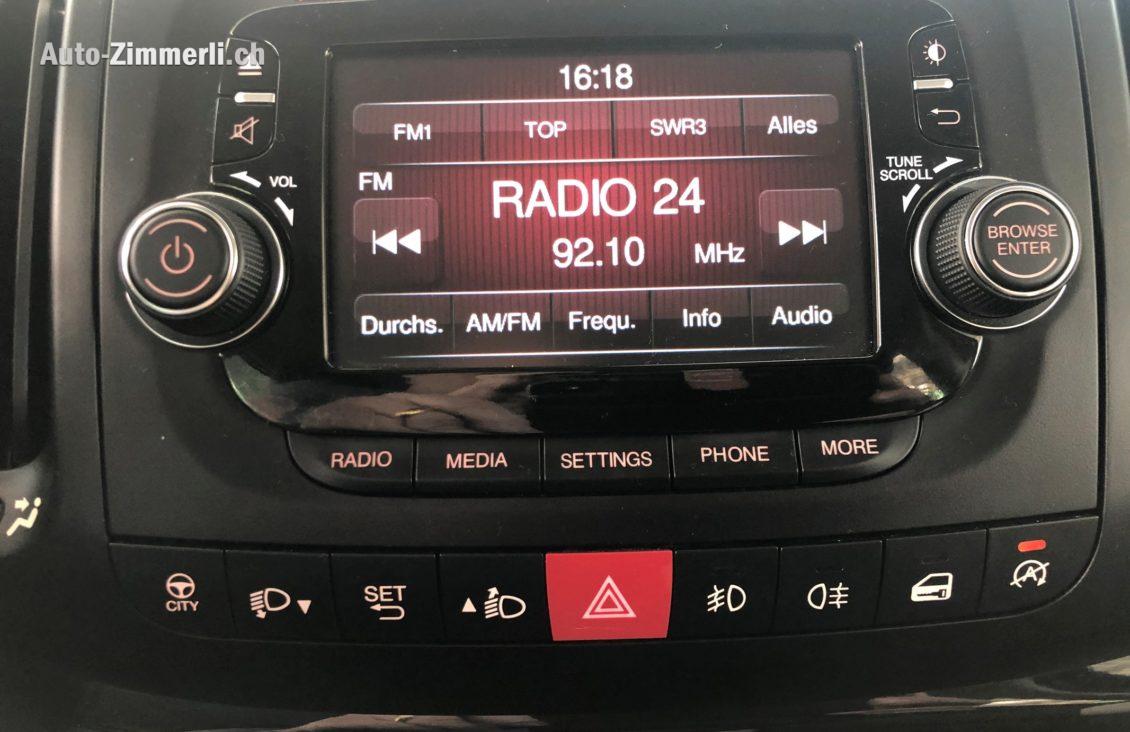 Auto-Zimmerli.ch
16:18
FM1 TOP SWR3 Alles
VOL
TUNE
SCROLL
FM
RADIO 24
92.10 MHz
BROWSE
ENTER
Durchs. AM/FM Frequ. Info Audio
RADIO MEDIA SETTINGS PHONE MORE
CITY
SET
A